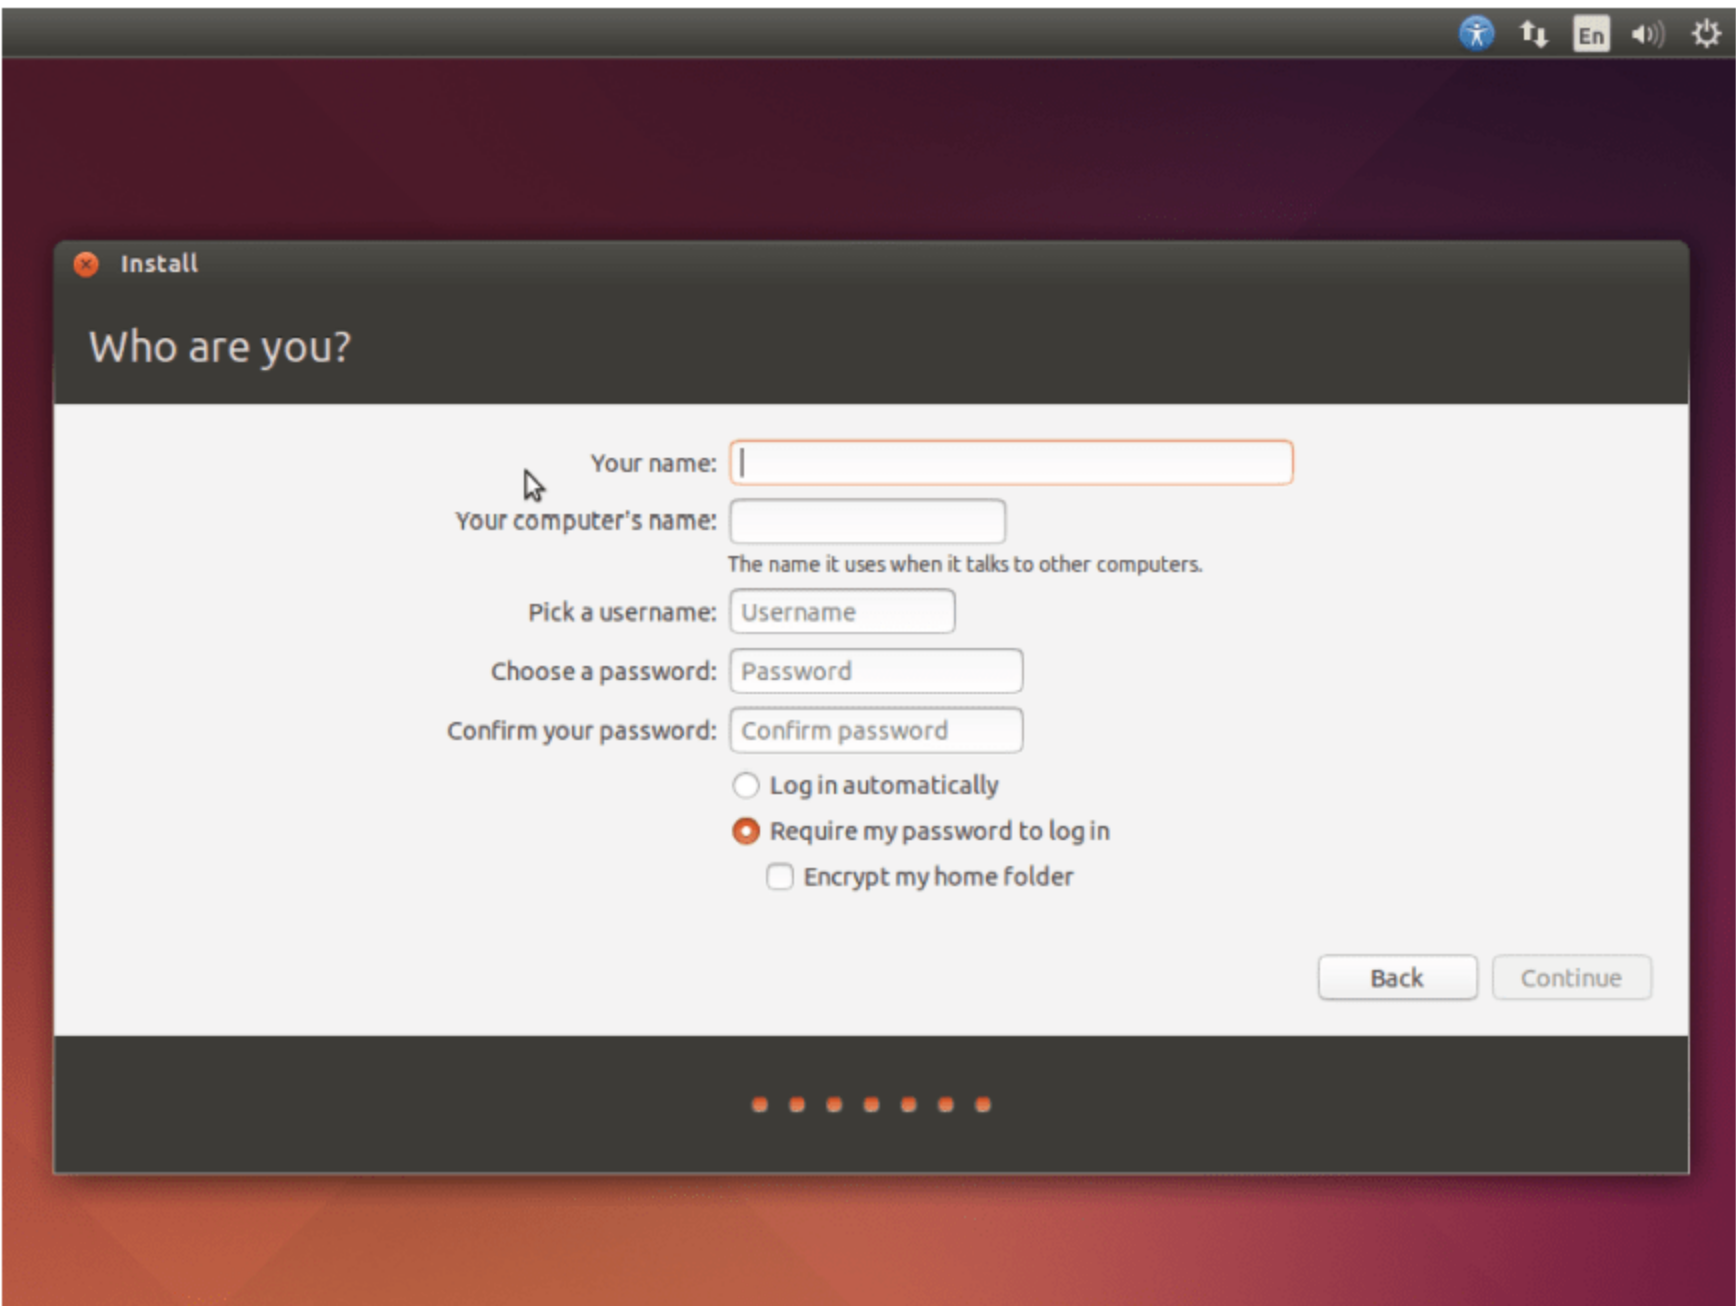 En
Install
Who are you?
Your name:
Your computer's name:
The name it uses when it talks to other computers.
Pick a username: Username
Choose a password: Password
Confirm your password: Confirm password
Log in automatically
Require my password to log in
Encrypt my home folder
Back Continue